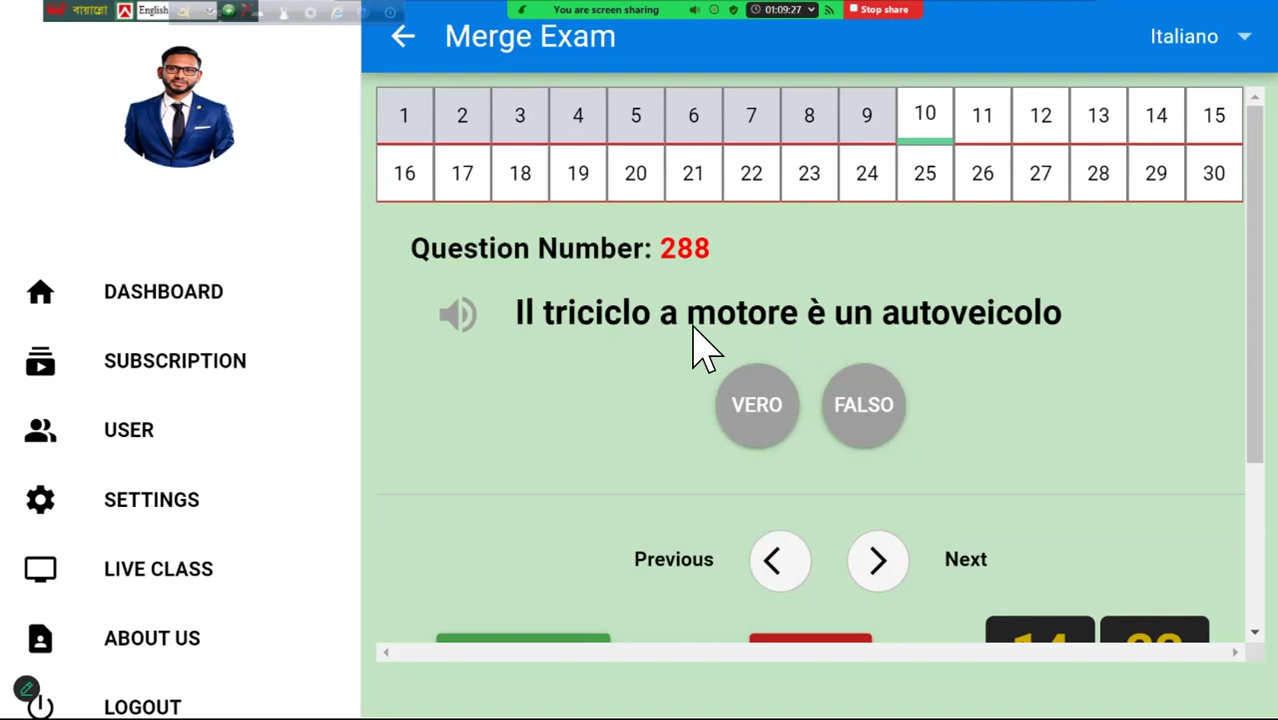 বায়ান্নো English
You are screen sharing 01:09:27 Stop share
Merge Exam
Italiano
1 2 3 4 5 6 7 8 9 10 11 12 13 14 15
16 17 18 19 20 21 22 23 24 25 26 27 28 29 30
Question Number: 288
Il triciclo a motore è un autoveicolo
VERO FALSO
Previous Next
DASHBOARD
SUBSCRIPTION
USER
SETTINGS
LIVE CLASS
ABOUT US
LOGOUT